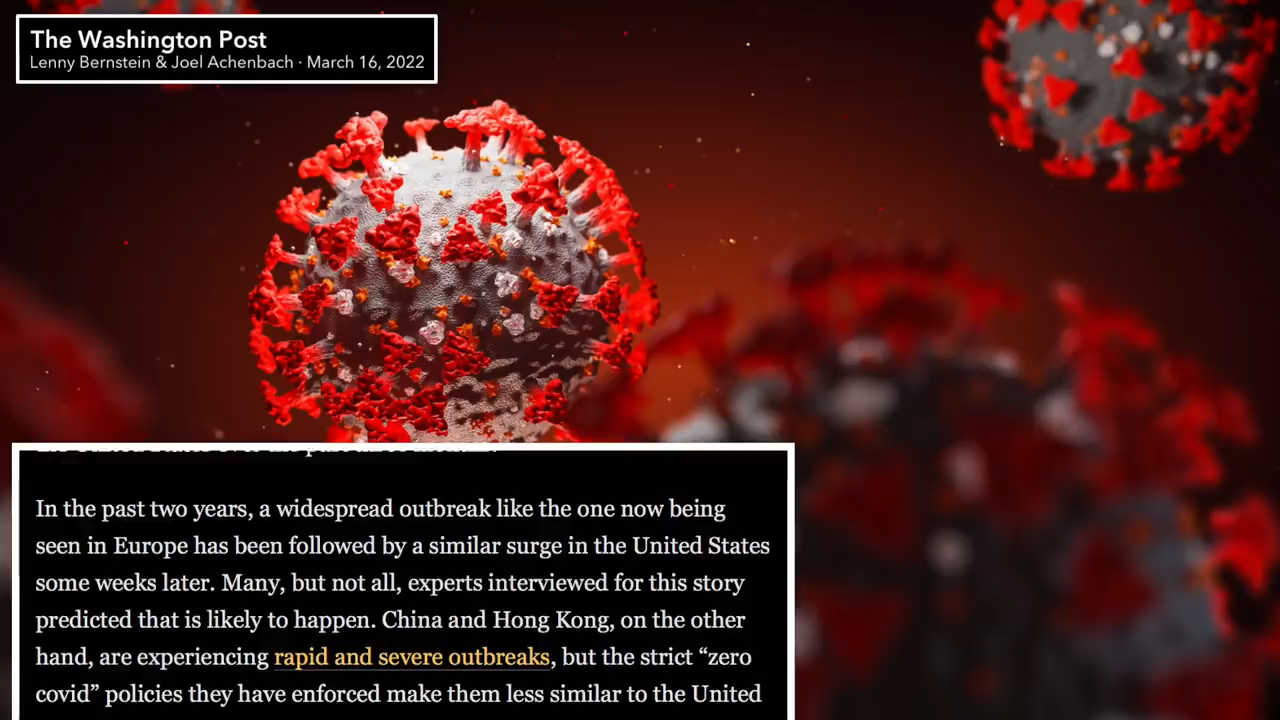 The Washington Post
Lenny Bernstein & Joel Achenbach · March 16, 2022
In the past two years, a widespread outbreak like the one now being
seen in Europe has been followed by a similar surge in the United States
some weeks later. Many, but not all, experts interviewed for this story
predicted that is likely to happen. China and Hong Kong, on the other
hand, are experiencing rapid and severe outbreaks, but the strict “zero
covid” policies they have enforced make them less similar to the United